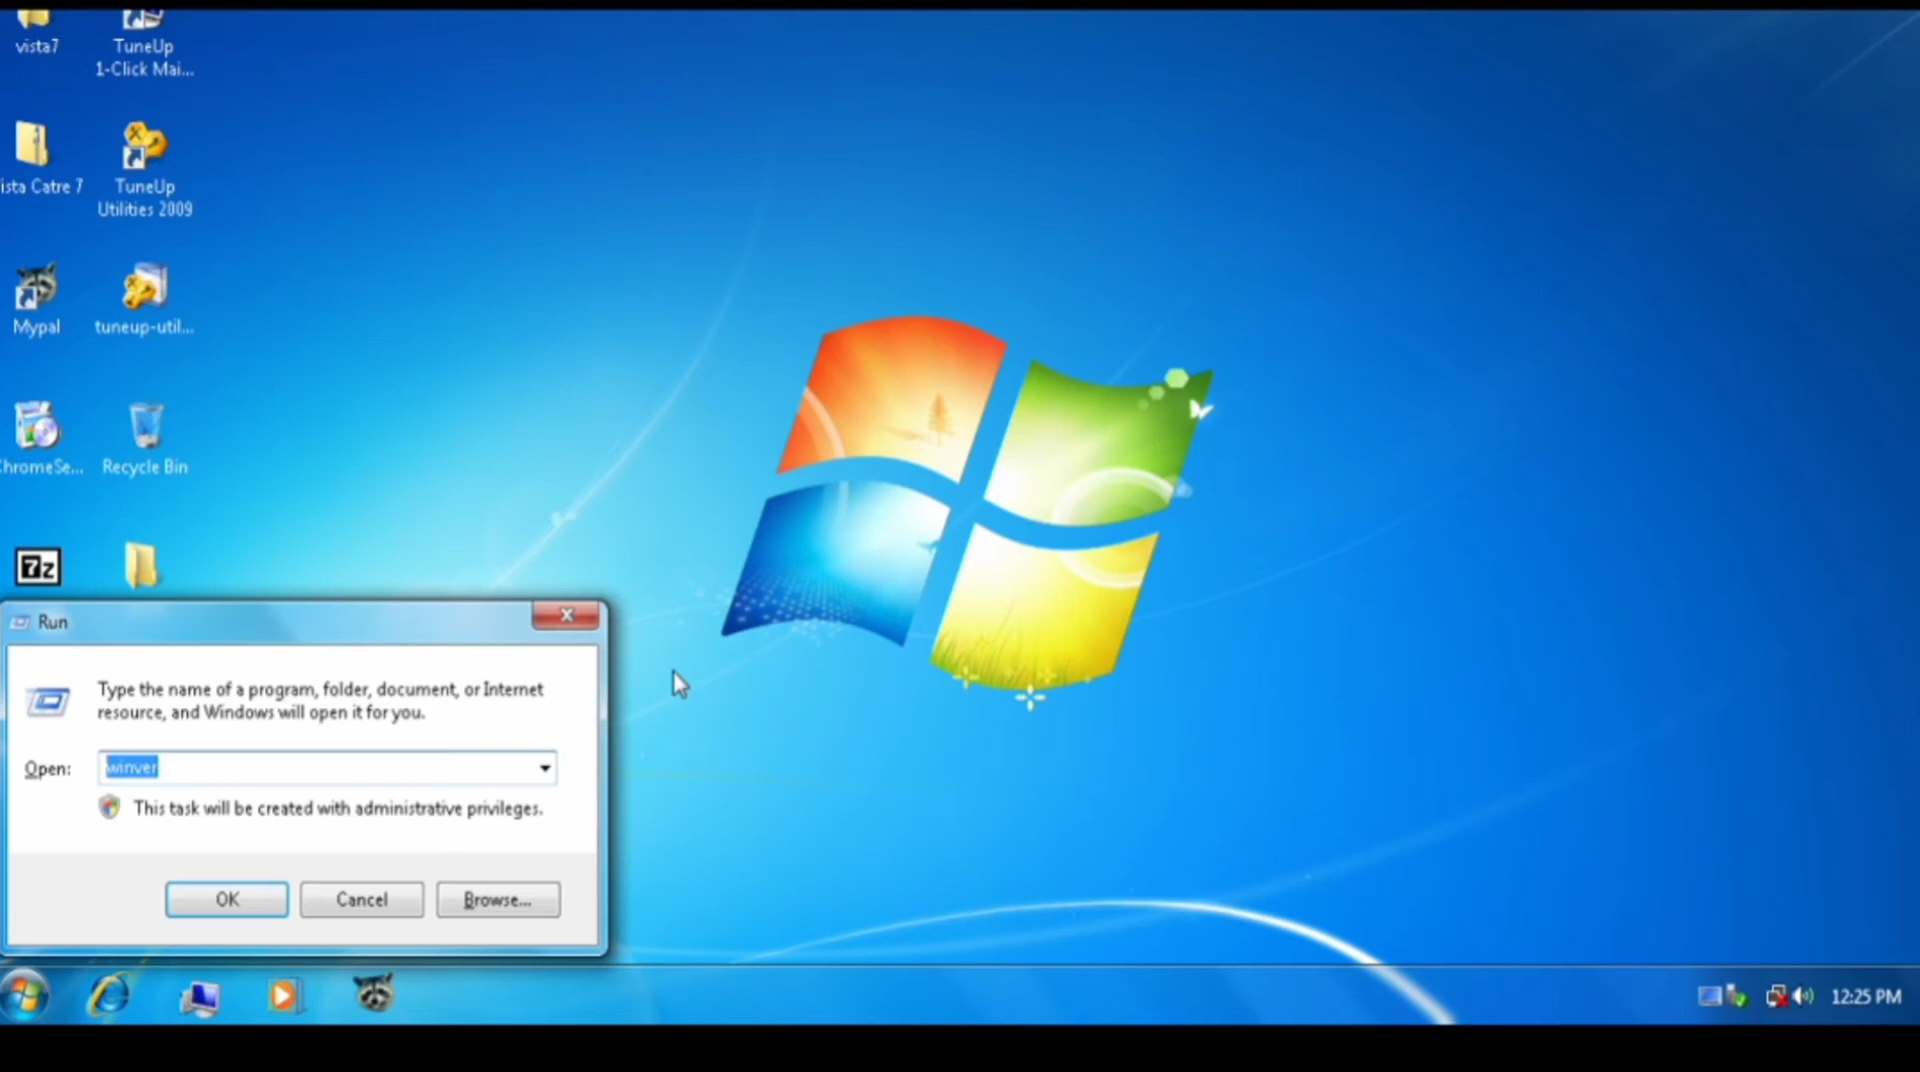 vista7
TuneUp
1-Click Mai...
ista Catre 7
TuneUp
Utilities 2009
Mypal
tuneup-util...
ChromeSe...
Recycle Bin
7z
Run
Type the name of a program, folder, document, or Internet
resource, and Windows will open it for you.
Open:
winver
This task will be created with administrative privileges.
OK
Cancel
Browse...
12:25 PM